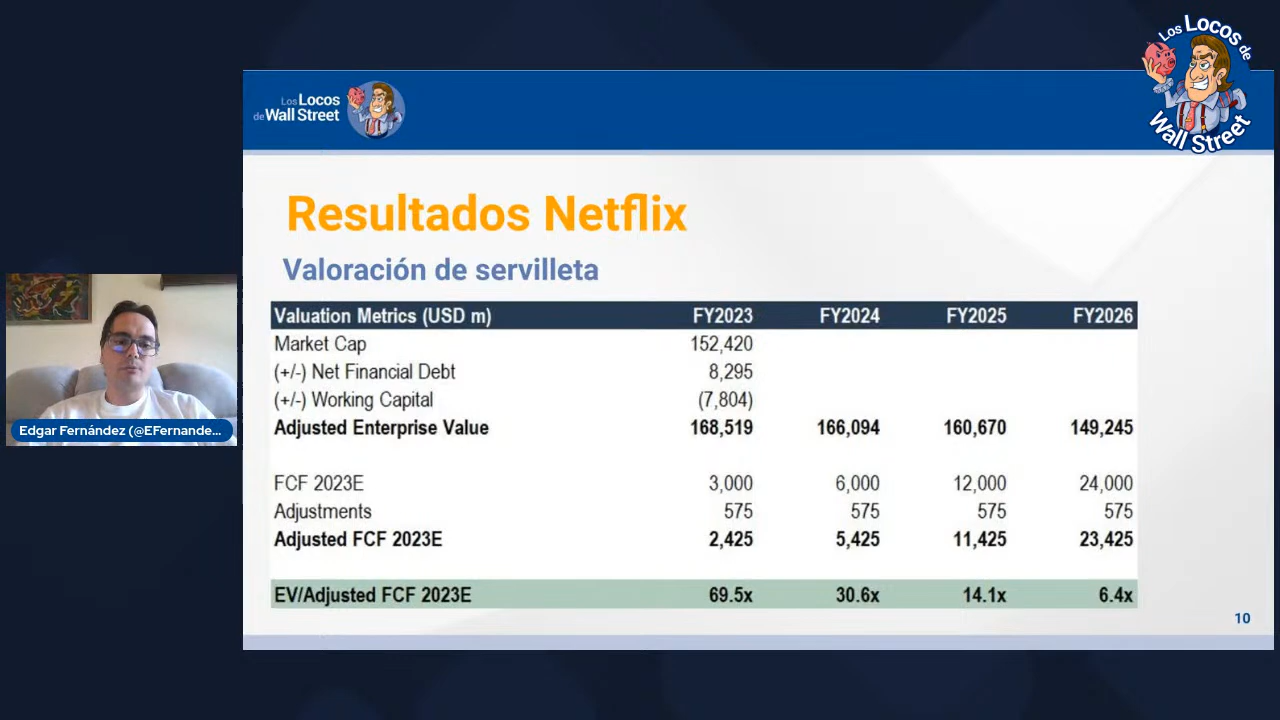 Los Locos de
Wall Street
Los Locos
de Wall Street
Resultados Netflix
Valoración de servilleta
Valuation Metrics (USD m) FY2023 FY2024 FY2025 FY2026
Market Cap 152,420
(+/-) Net Financial Debt 8,295
(+/-) Working Capital (7,804)
Adjusted Enterprise Value 168,519 166,094 160,670 149,245
FCF 2023E 3,000 6,000 12,000 24,000
Adjustments 575 575 575 575
Adjusted FCF 2023E 2,425 5,425 11,425 23,425
EV/Adjusted FCF 2023E 69.5x 30.6x 14.1x 6.4x
10
Edgar Fernández (@EFernande...